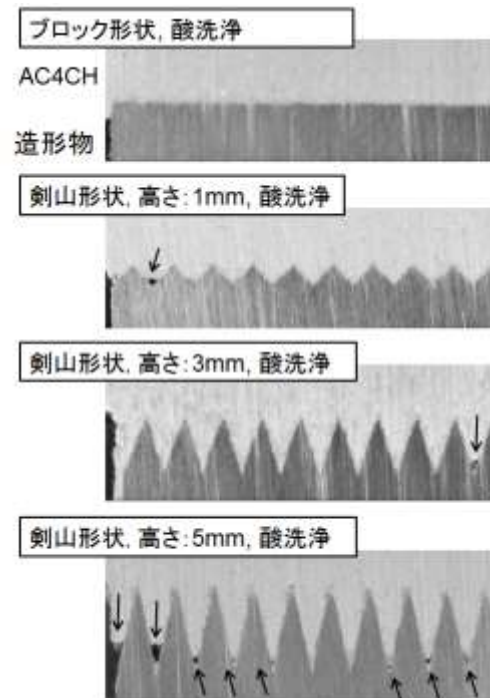 ブロック形状, 酸洗浄
AC4CH
造形物
剣山形状, 高さ:1mm, 酸洗浄
剣山形状, 高さ:3mm, 酸洗浄
剣山形状, 高さ:5mm, 酸洗浄